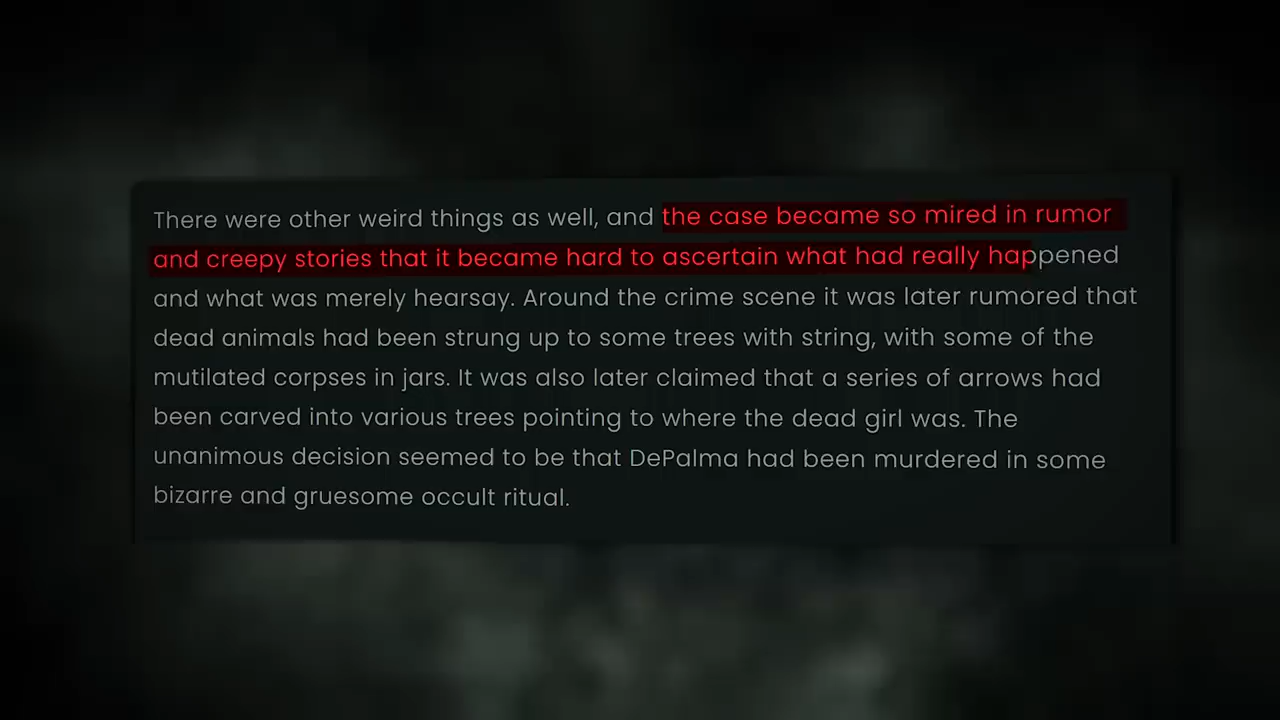 There were other weird things as well, and the case became so mired in rumor
and creepy stories that it became hard to ascertain what had really happened
and what was merely hearsay. Around the crime scene it was later rumored that
dead animals had been strung up to some trees with string, with some of the
mutilated corpses in jars. It was also later claimed that a series of arrows had
been carved into various trees pointing to where the dead girl was. The
unanimous decision seemed to be that DePalma had been murdered in some
bizarre and gruesome occult ritual.